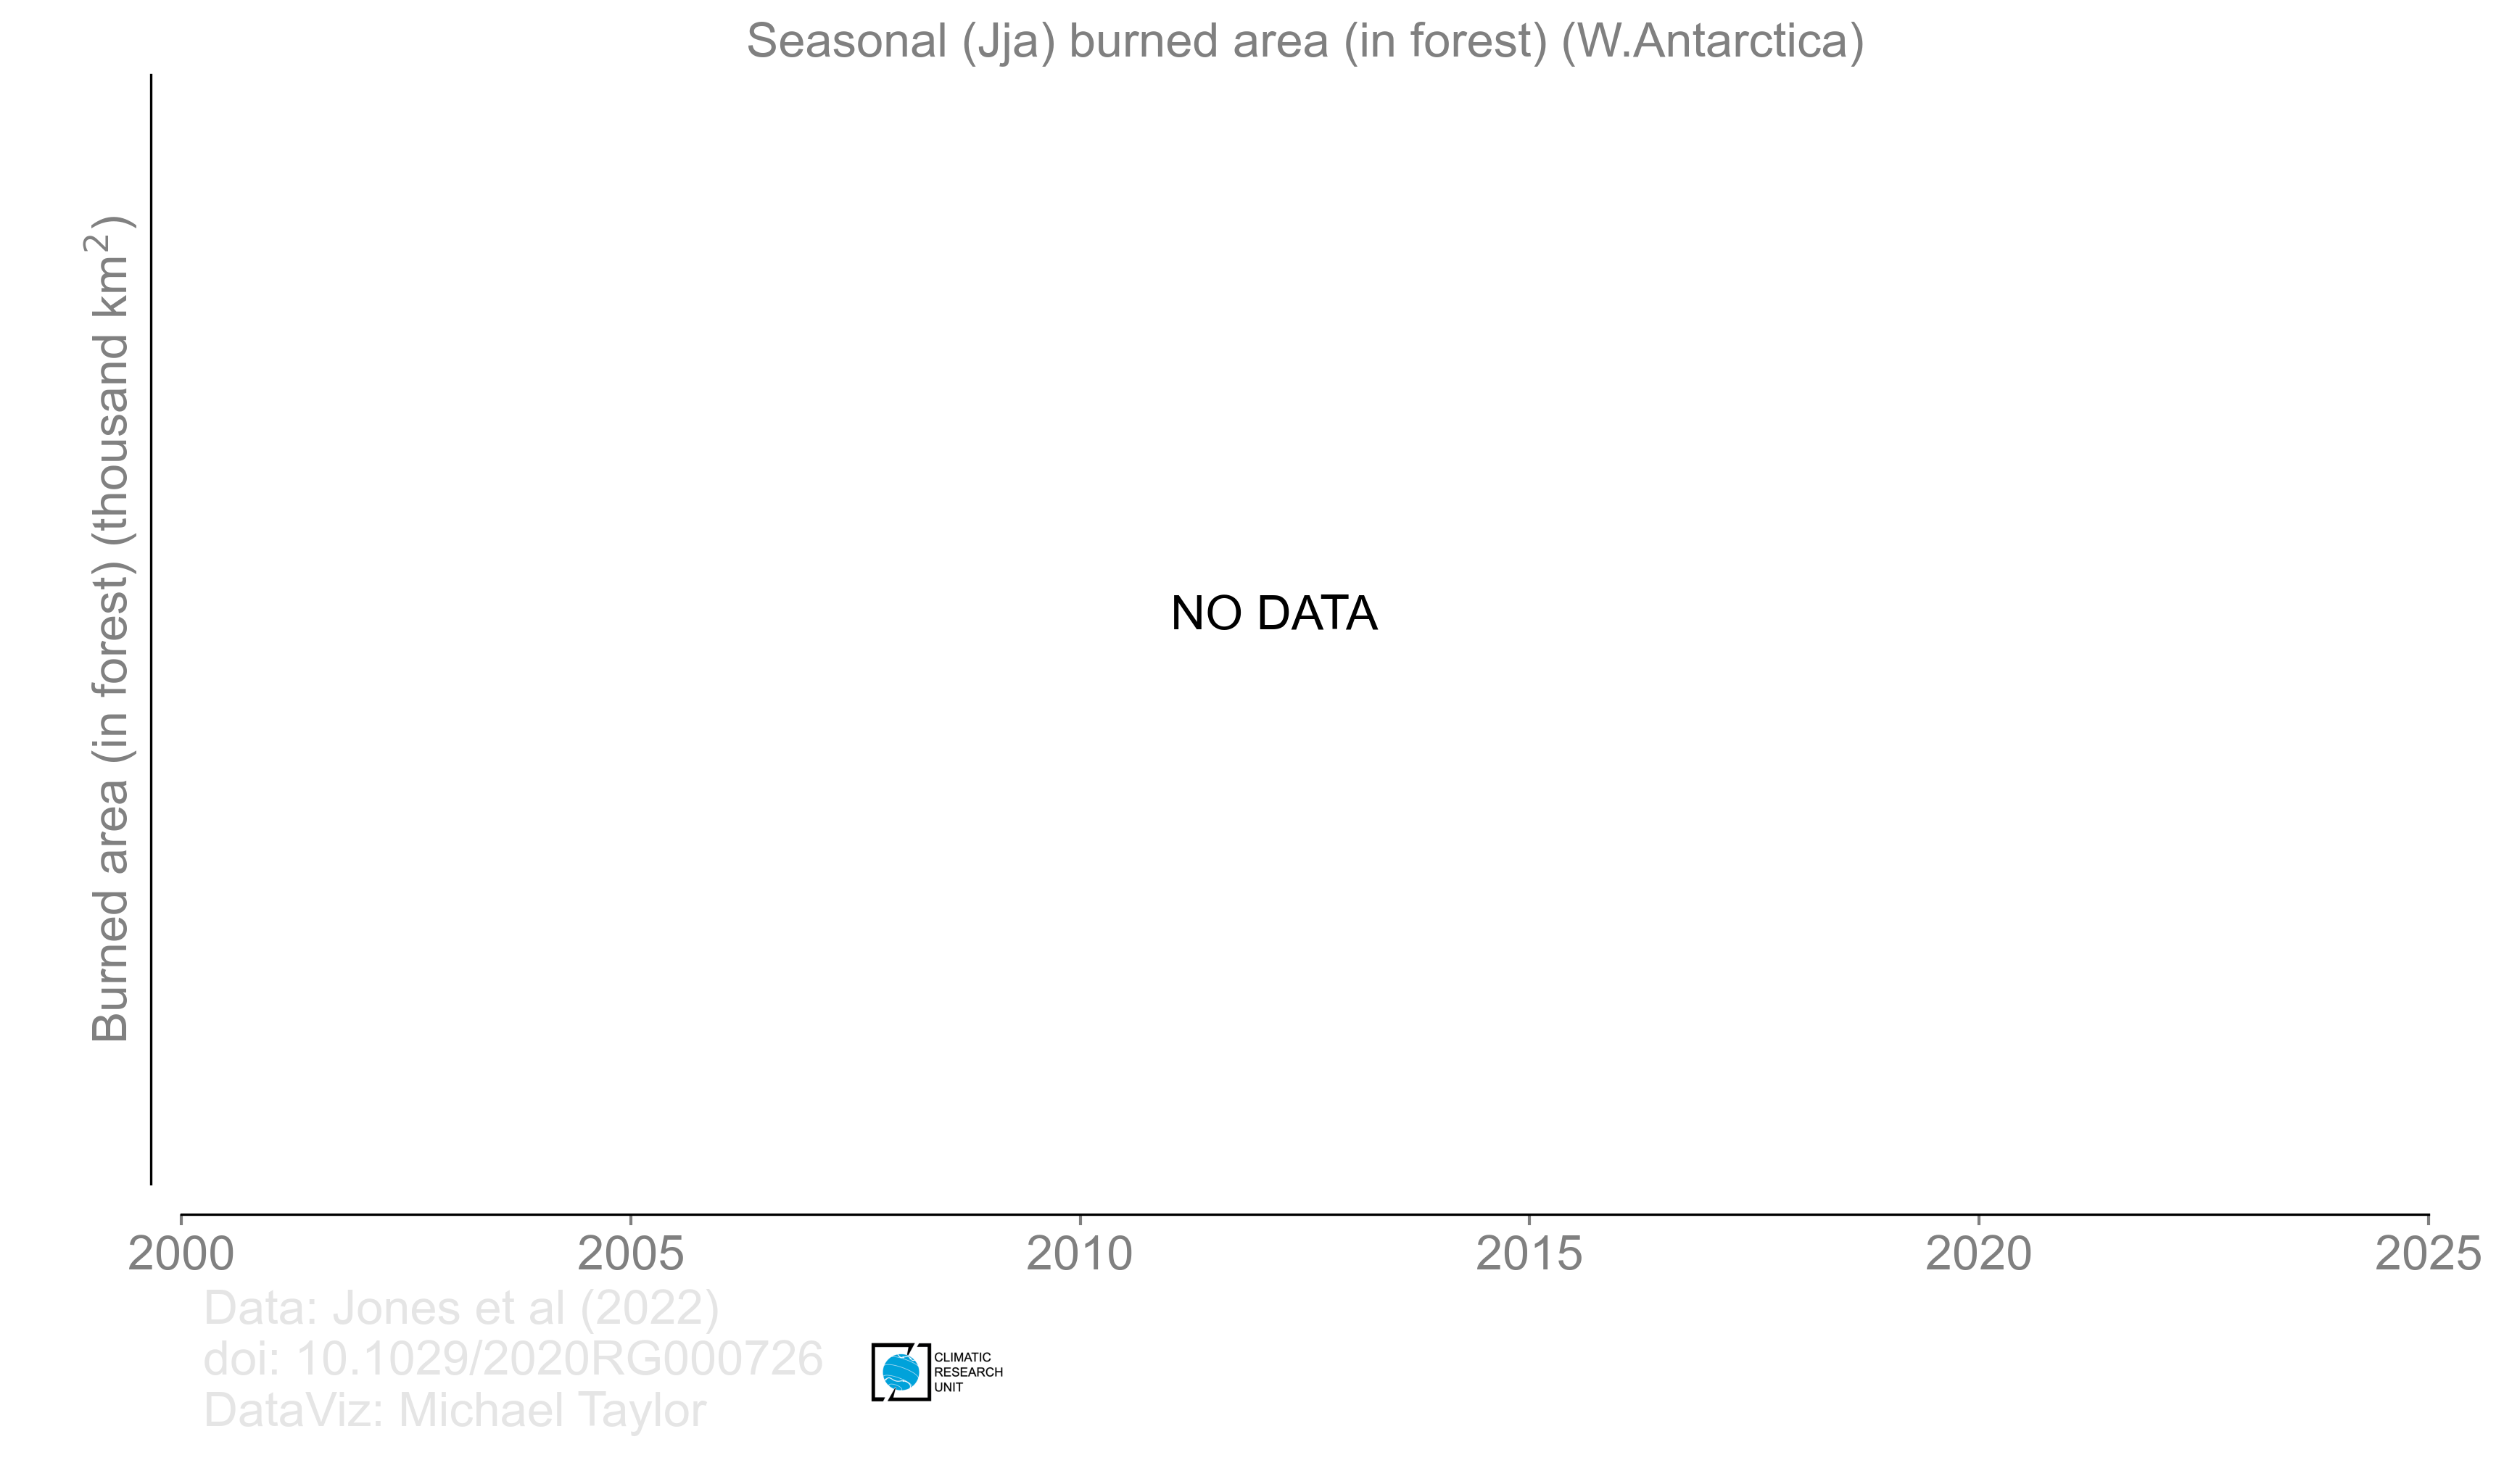 Seasonal (Jja) burned area (in forest) (W.Antarctica)
Burned area (in forest) (thousand km²)
NO DATA
2000 2005 2010 2015 2020 2025
Data: Jones et al (2022)
doi: 10.1029/2020RG000726
DataViz: Michael Taylor
CLIMATIC
RESEARCH
UNIT